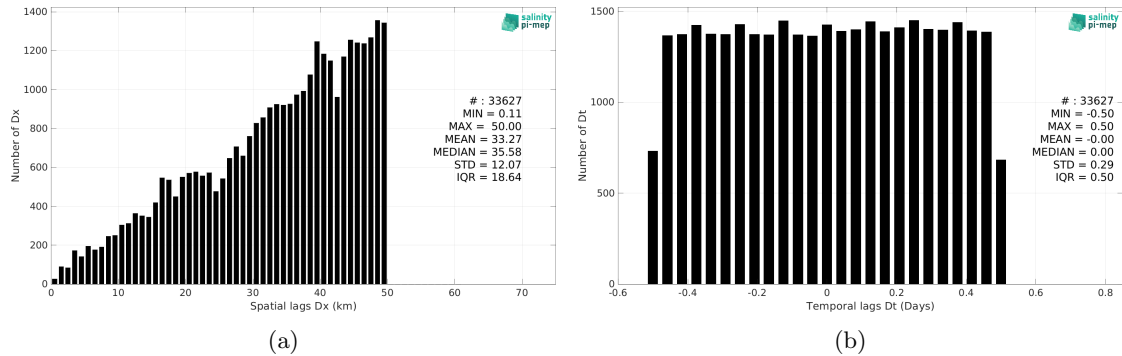 1400
1200
1000
800
600
400
200
0
Number of Dx
0 10 20 30 40 50 60 70
Spatial lags Dx (km)
salinity
pi-mep
# : 33627
MIN = 0.11
MAX = 50.00
MEAN = 33.27
MEDIAN = 35.58
STD = 12.07
IQR = 18.64
(a)
1500
1000
500
0
Number of Dt
-0.6 -0.4 -0.2 0 0.2 0.4 0.6 0.8
Temporal lags Dt (Days)
salinity
pi-mep
# : 33627
MIN = -0.50
MAX = 0.50
MEAN = -0.00
MEDIAN = 0.00
STD = 0.29
IQR = 0.50
(b)